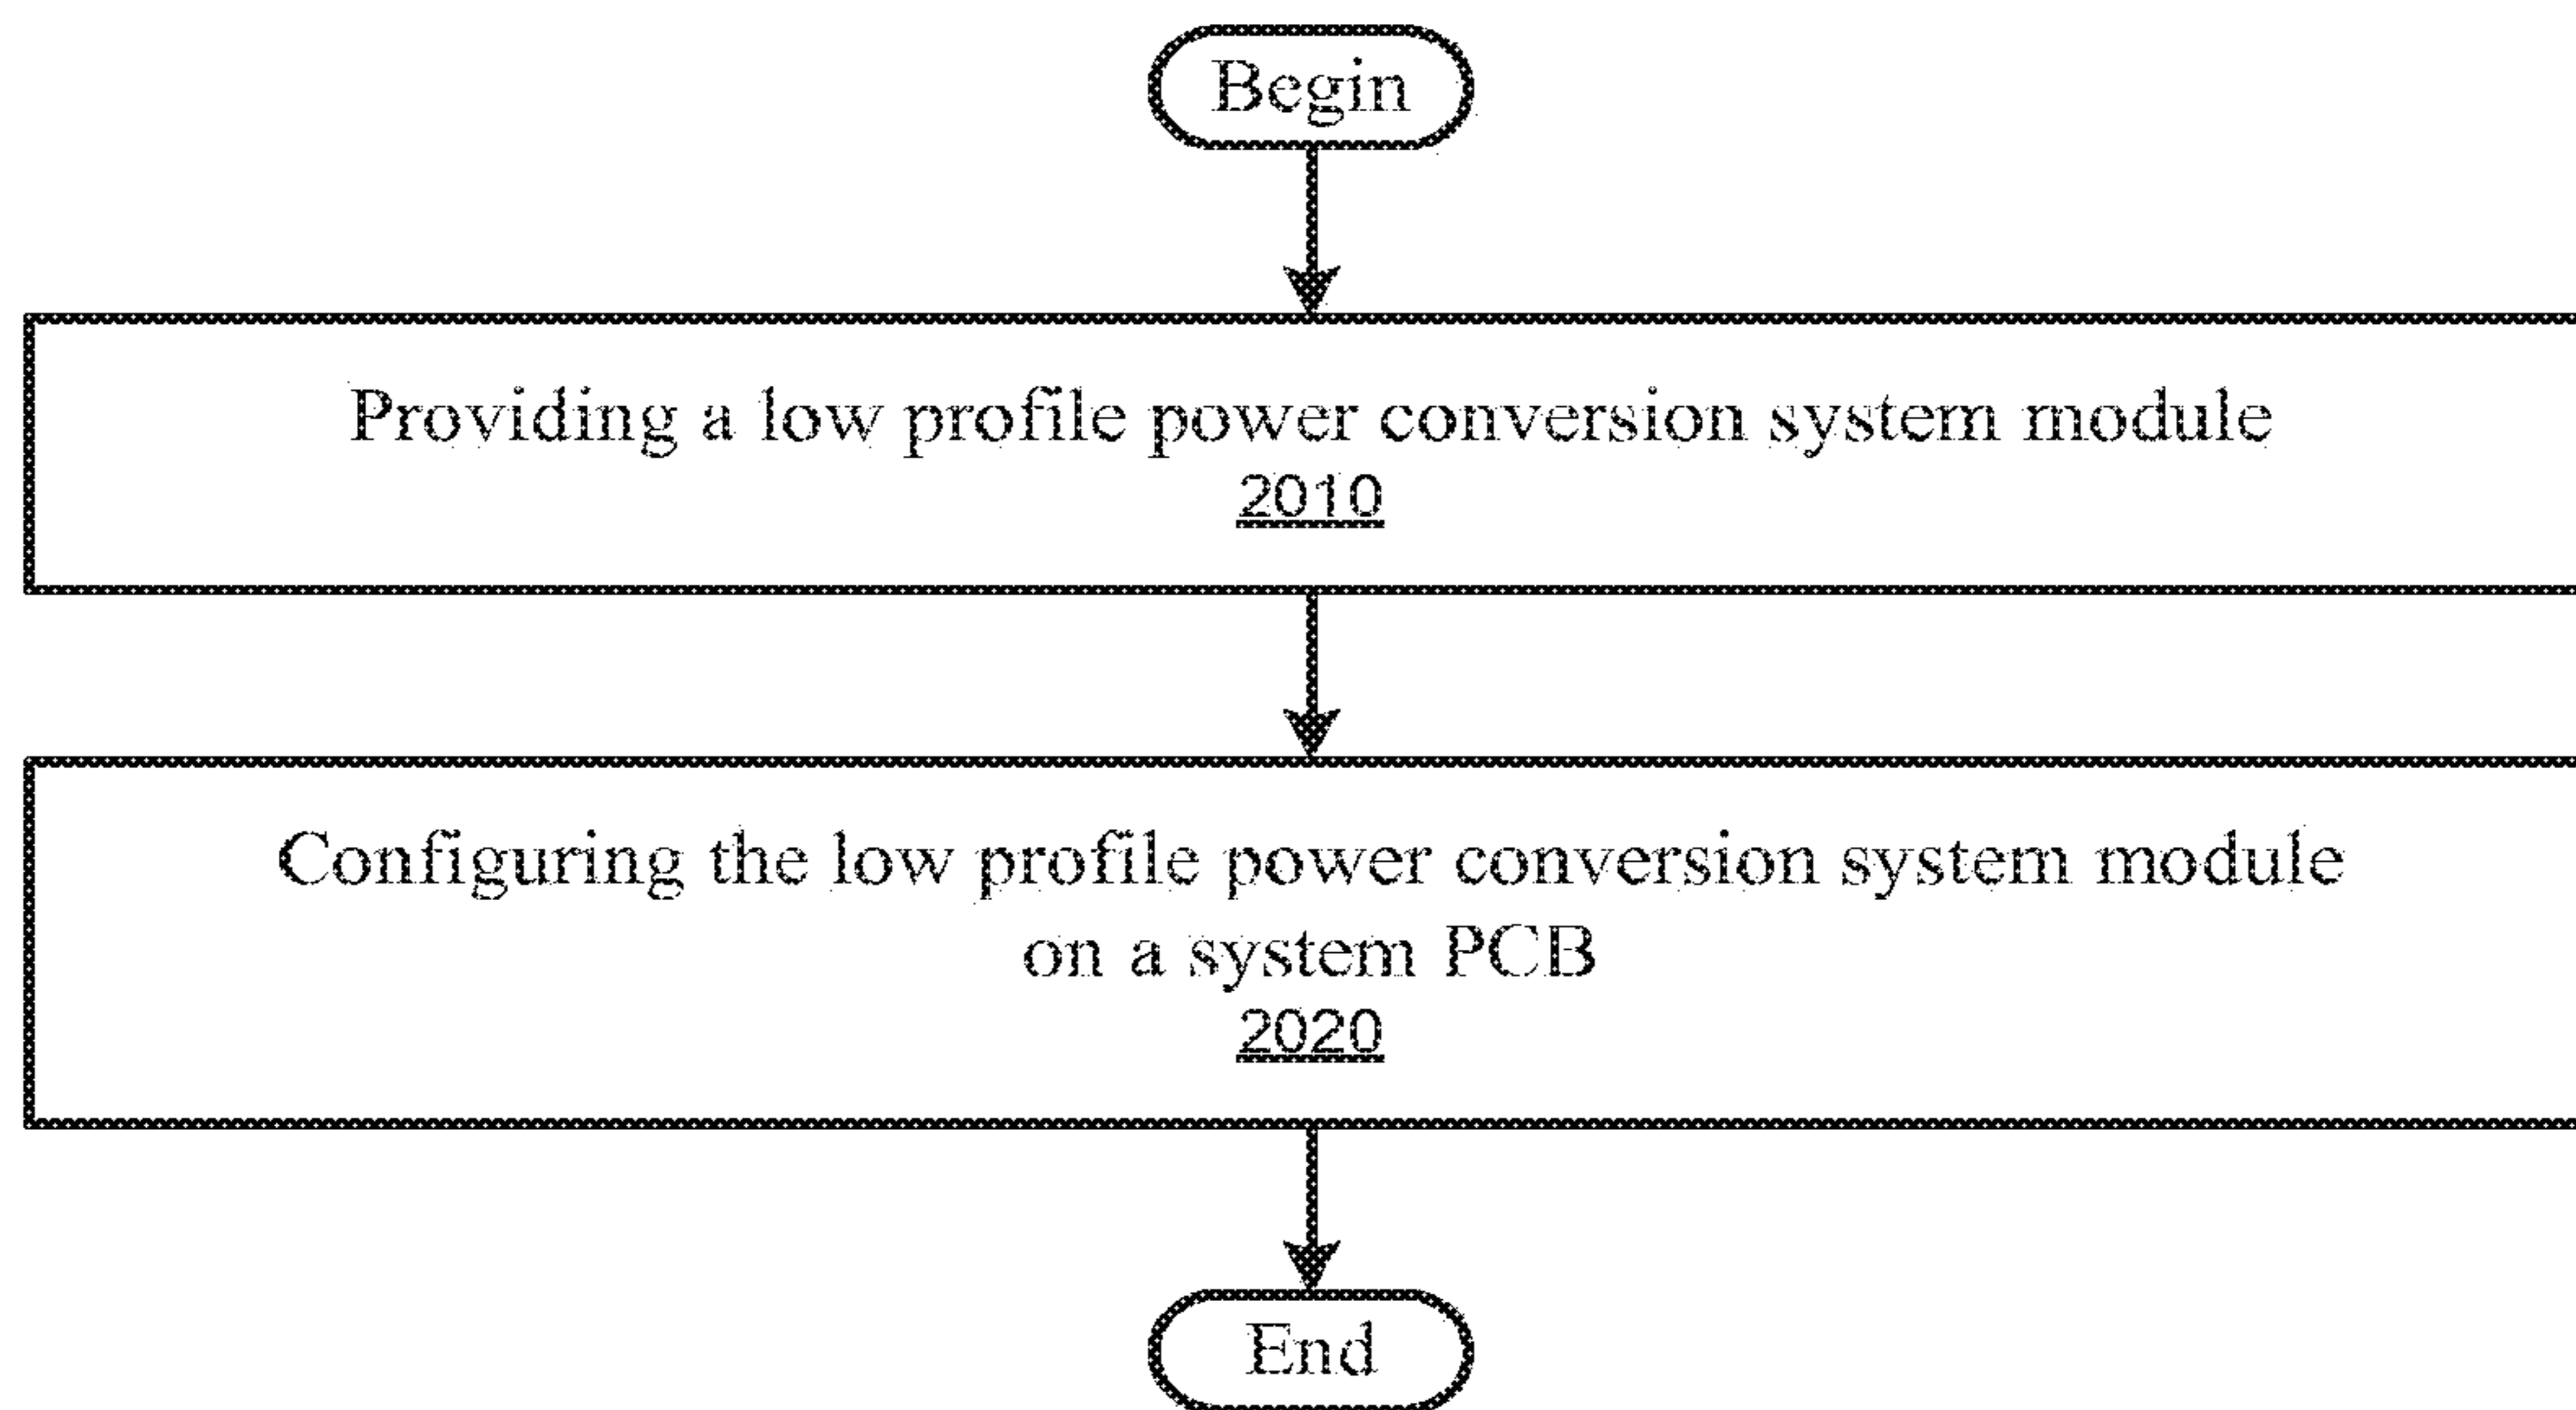 Begin
Providing a low profile power conversion system module
2010
Configuring the low profile power conversion system module
on a system PCB
2020
End